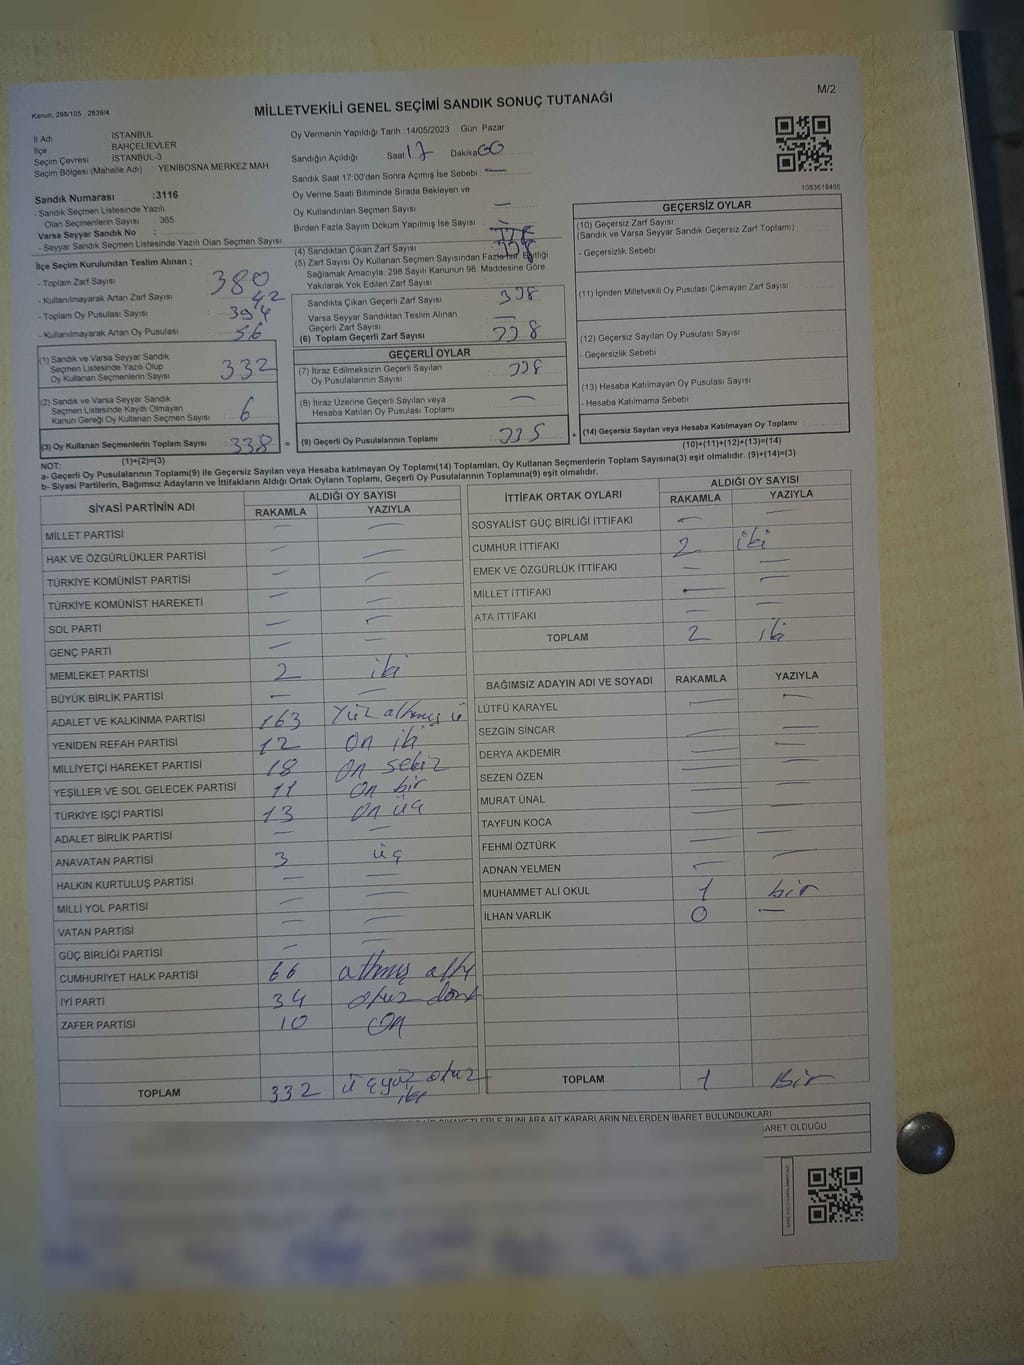 M/2
Kanun: 298/105 , 2839/4
MİLLETVEKİLİ GENEL SEÇİMİ SANDIK SONUÇ TUTANAĞI
İl Adı : İSTANBUL
İlçe : BAHÇELİEVLER
Seçim Çevresi : İSTANBUL-3
Seçim Bölgesi (Mahalle Adı) : YENİBOSNA MERKEZ MAH.
Sandık Numarası :3116
- Sandık Seçmen Listesinde Yazılı
Olan Seçmenlerin Sayısı : 365
Varsa Seyyar Sandık No :
- Seyyar Sandık Seçmen Listesinde Yazılı Olan Seçmen Sayısı:
İlçe Seçim Kurulundan Teslim Alınan ;
- Toplam Zarf Sayısı 380
- Kullanılmayarak Artan Zarf Sayısı 42
- Toplam Oy Pusulası Sayısı 394
- Kullanılmayarak Artan Oy Pusulası 56
(1) Sandık ve Varsa Seyyar Sandık
Seçmen Listesinde Yazılı Olup
Oy Kullanan Seçmenlerin Sayısı 332
(2) Sandık ve Varsa Seyyar Sandık
Seçmen Listesinde Kayıtlı Olmayan
Kanun Gereği Oy Kullanan Seçmen Sayısı 6
(3) Oy Kullanan Seçmenlerin Toplam Sayısı 338 =
(1)+(2)=(3)
Oy Vermenin Yapıldığı Tarih :14/05/2023 Gün: Pazar
Sandığın Açıldığı Saat 17 Dakika 00
Sandık Saat 17:00'den Sonra Açımış İse Sebebi : —
Oy Verme Saati Bitiminde Sırada Bekleyen ve
Oy Kullandırılan Seçmen Sayısı —
Birden Fazla Sayım Döküm Yapılmış İse Sayısı : —
(4) Sandıktan Çıkan Zarf Sayısı 338
(5) Zarf Sayısı Oy Kullanan Seçmen Sayısından Fazla İse, Eşitliği
Sağlamak Amacıyla, 298 Sayılı Kanunun 98. Maddesine Göre
Yakılarak Yok Edilen Zarf Sayısı
Sandıkta Çıkan Geçerli Zarf Sayısı 338
Varsa Seyyar Sandıktan Teslim Alınan
Geçerli Zarf Sayısı —
(6) Toplam Geçerli Zarf Sayısı 338
GEÇERLİ OYLAR
(7) İtiraz Edilmeksizin Geçerli Sayılan
Oy Pusulalarının Sayısı 338
(8) İtiraz Üzerine Geçerli Sayılan veya
Hesaba Katılan Oy Pusulası Toplamı —
(9) Geçerli Oy Pusulalarının Toplamı 335 +
1083619405
GEÇERSİZ OYLAR
(10) Geçersiz Zarf Sayısı
(Sandık ve Varsa Seyyar Sandık Geçersiz Zarf Toplamı)
- Geçersizlik Sebebi
(11) İçinden Milletvekili Oy Pusulası Çıkmayan Zarf Sayısı
(12) Geçersiz Sayılan Oy Pusulası Sayısı
- Geçersizlik Sebebi
(13) Hesaba Katılmayan Oy Pusulası Sayısı
- Hesaba Katılmama Sebebi
(14) Geçersiz Sayılan veya Hesaba Katılmayan Oy Toplamı
(10)+(11)+(12)+(13)=(14)
NOT:
a- Geçerli Oy Pusulalarının Toplamı(9) ile Geçersiz Sayılan veya Hesaba katılmayan Oy Toplamı(14) Toplamları, Oy Kullanan Seçmenlerin Toplam Sayısına(3) eşit olmalıdır. (9)+(14)=(3)
b- Siyasi Partilerin, Bağımsız Adayların ve İttifakların Aldığı Ortak Oyların Toplamı, Geçerli Oy Pusulalarının Toplamına(9) eşit olmalıdır.
SİYASİ PARTİNİN ADI ALDIĞI OY SAYISI
RAKAMLA YAZIYLA
MİLLET PARTİSİ — —
HAK VE ÖZGÜRLÜKLER PARTİSİ — —
TÜRKİYE KOMÜNİST PARTİSİ — —
TÜRKİYE KOMÜNİST HAREKETİ — —
SOL PARTİ — —
GENÇ PARTİ — —
MEMLEKET PARTİSİ 2 iki
BÜYÜK BİRLİK PARTİSİ — —
ADALET VE KALKINMA PARTİSİ 163 Yüz altmış ü
YENİDEN REFAH PARTİSİ 12 on iki
MİLLİYETÇİ HAREKET PARTİSİ 18 on sekiz
YEŞİLLER VE SOL GELECEK PARTİSİ 11 on bir
TÜRKİYE İŞÇİ PARTİSİ 13 on üç
ADALET BİRLİK PARTİSİ — —
ANAVATAN PARTİSİ 3 üç
HALKIN KURTULUŞ PARTİSİ — —
MİLLİ YOL PARTİSİ — —
VATAN PARTİSİ — —
GÜÇ BİRLİĞİ PARTİSİ — —
CUMHURİYET HALK PARTİSİ 66 altmış altı
İYİ PARTİ 34 otuz dört
ZAFER PARTİSİ 10 on
TOPLAM 332 üçyüz otuz
iki
İTTİFAK ORTAK OYLARI ALDIĞI OY SAYISI
RAKAMLA YAZIYLA
SOSYALİST GÜÇ BİRLİĞİ İTTİFAKI — —
CUMHUR İTTİFAKI 2 iki
EMEK VE ÖZGÜRLÜK İTTİFAKI — —
MİLLET İTTİFAKI — —
ATA İTTİFAKI — —
TOPLAM 2 iki
BAĞIMSIZ ADAYIN ADI VE SOYADI RAKAMLA YAZIYLA
LÜTFÜ KARAYEL — —
SEZGİN SİNCAR — —
DERYA AKDEMİR — —
SEZEN ÖZEN — —
MURAT ÜNAL — —
TAYFUN KOCA — —
FEHMİ ÖZTÜRK — —
ADNAN YELMEN — —
MUHAMMET ALİ OKUL 1 bir
İLHAN VARLIK 0 —
TOPLAM 1 Bir
ŞİKAYETLERLE BUNLARA AİT KARARLARIN NELERDEN İBARET BULUNDUKLARI
BARET OLDUĞU